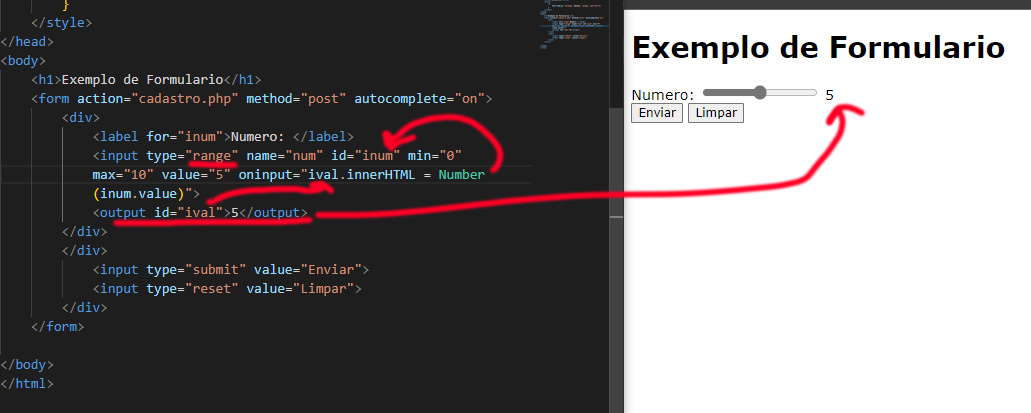 }
</style>
</head>
<body>
<h1>Exemplo de Formulario</h1>
<form action="cadastro.php" method="post" autocomplete="on">
<div>
<label for="inum">Numero: </label>
<input type="range" name="num" id="inum" min="0"
max="10" value="5" oninput="ival.innerHTML = Number
(inum.value)">
<output id="ival">5</output>
</div>
</div>
<input type="submit" value="Enviar">
<input type="reset" value="Limpar">
</div>
</form>
</body>
</html>
Exemplo de Formulario
Numero: 5
Enviar Limpar